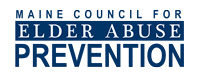 MAINE COUNCIL FOR
ELDER ABUSE
PREVENTION